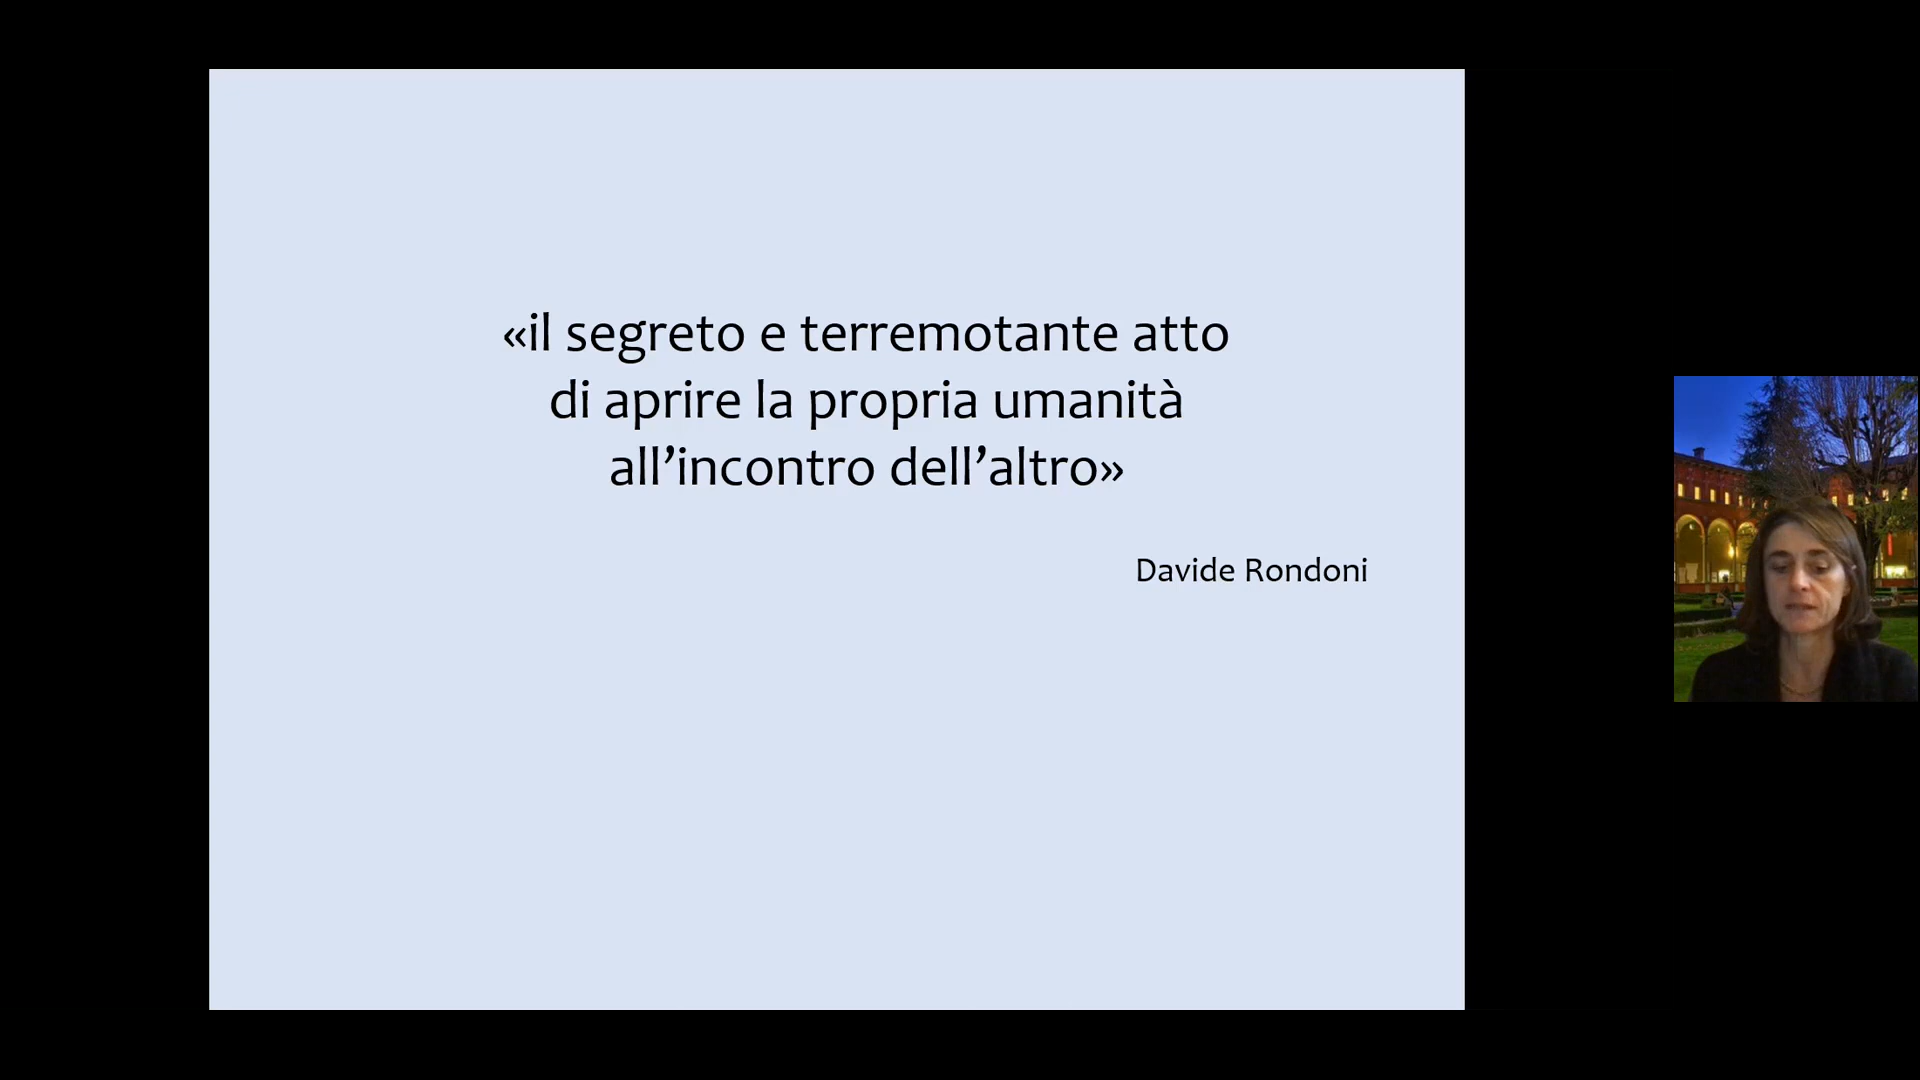 «il segreto e terremotante atto
di aprire la propria umanità
all’incontro dell’altro»
Davide Rondoni